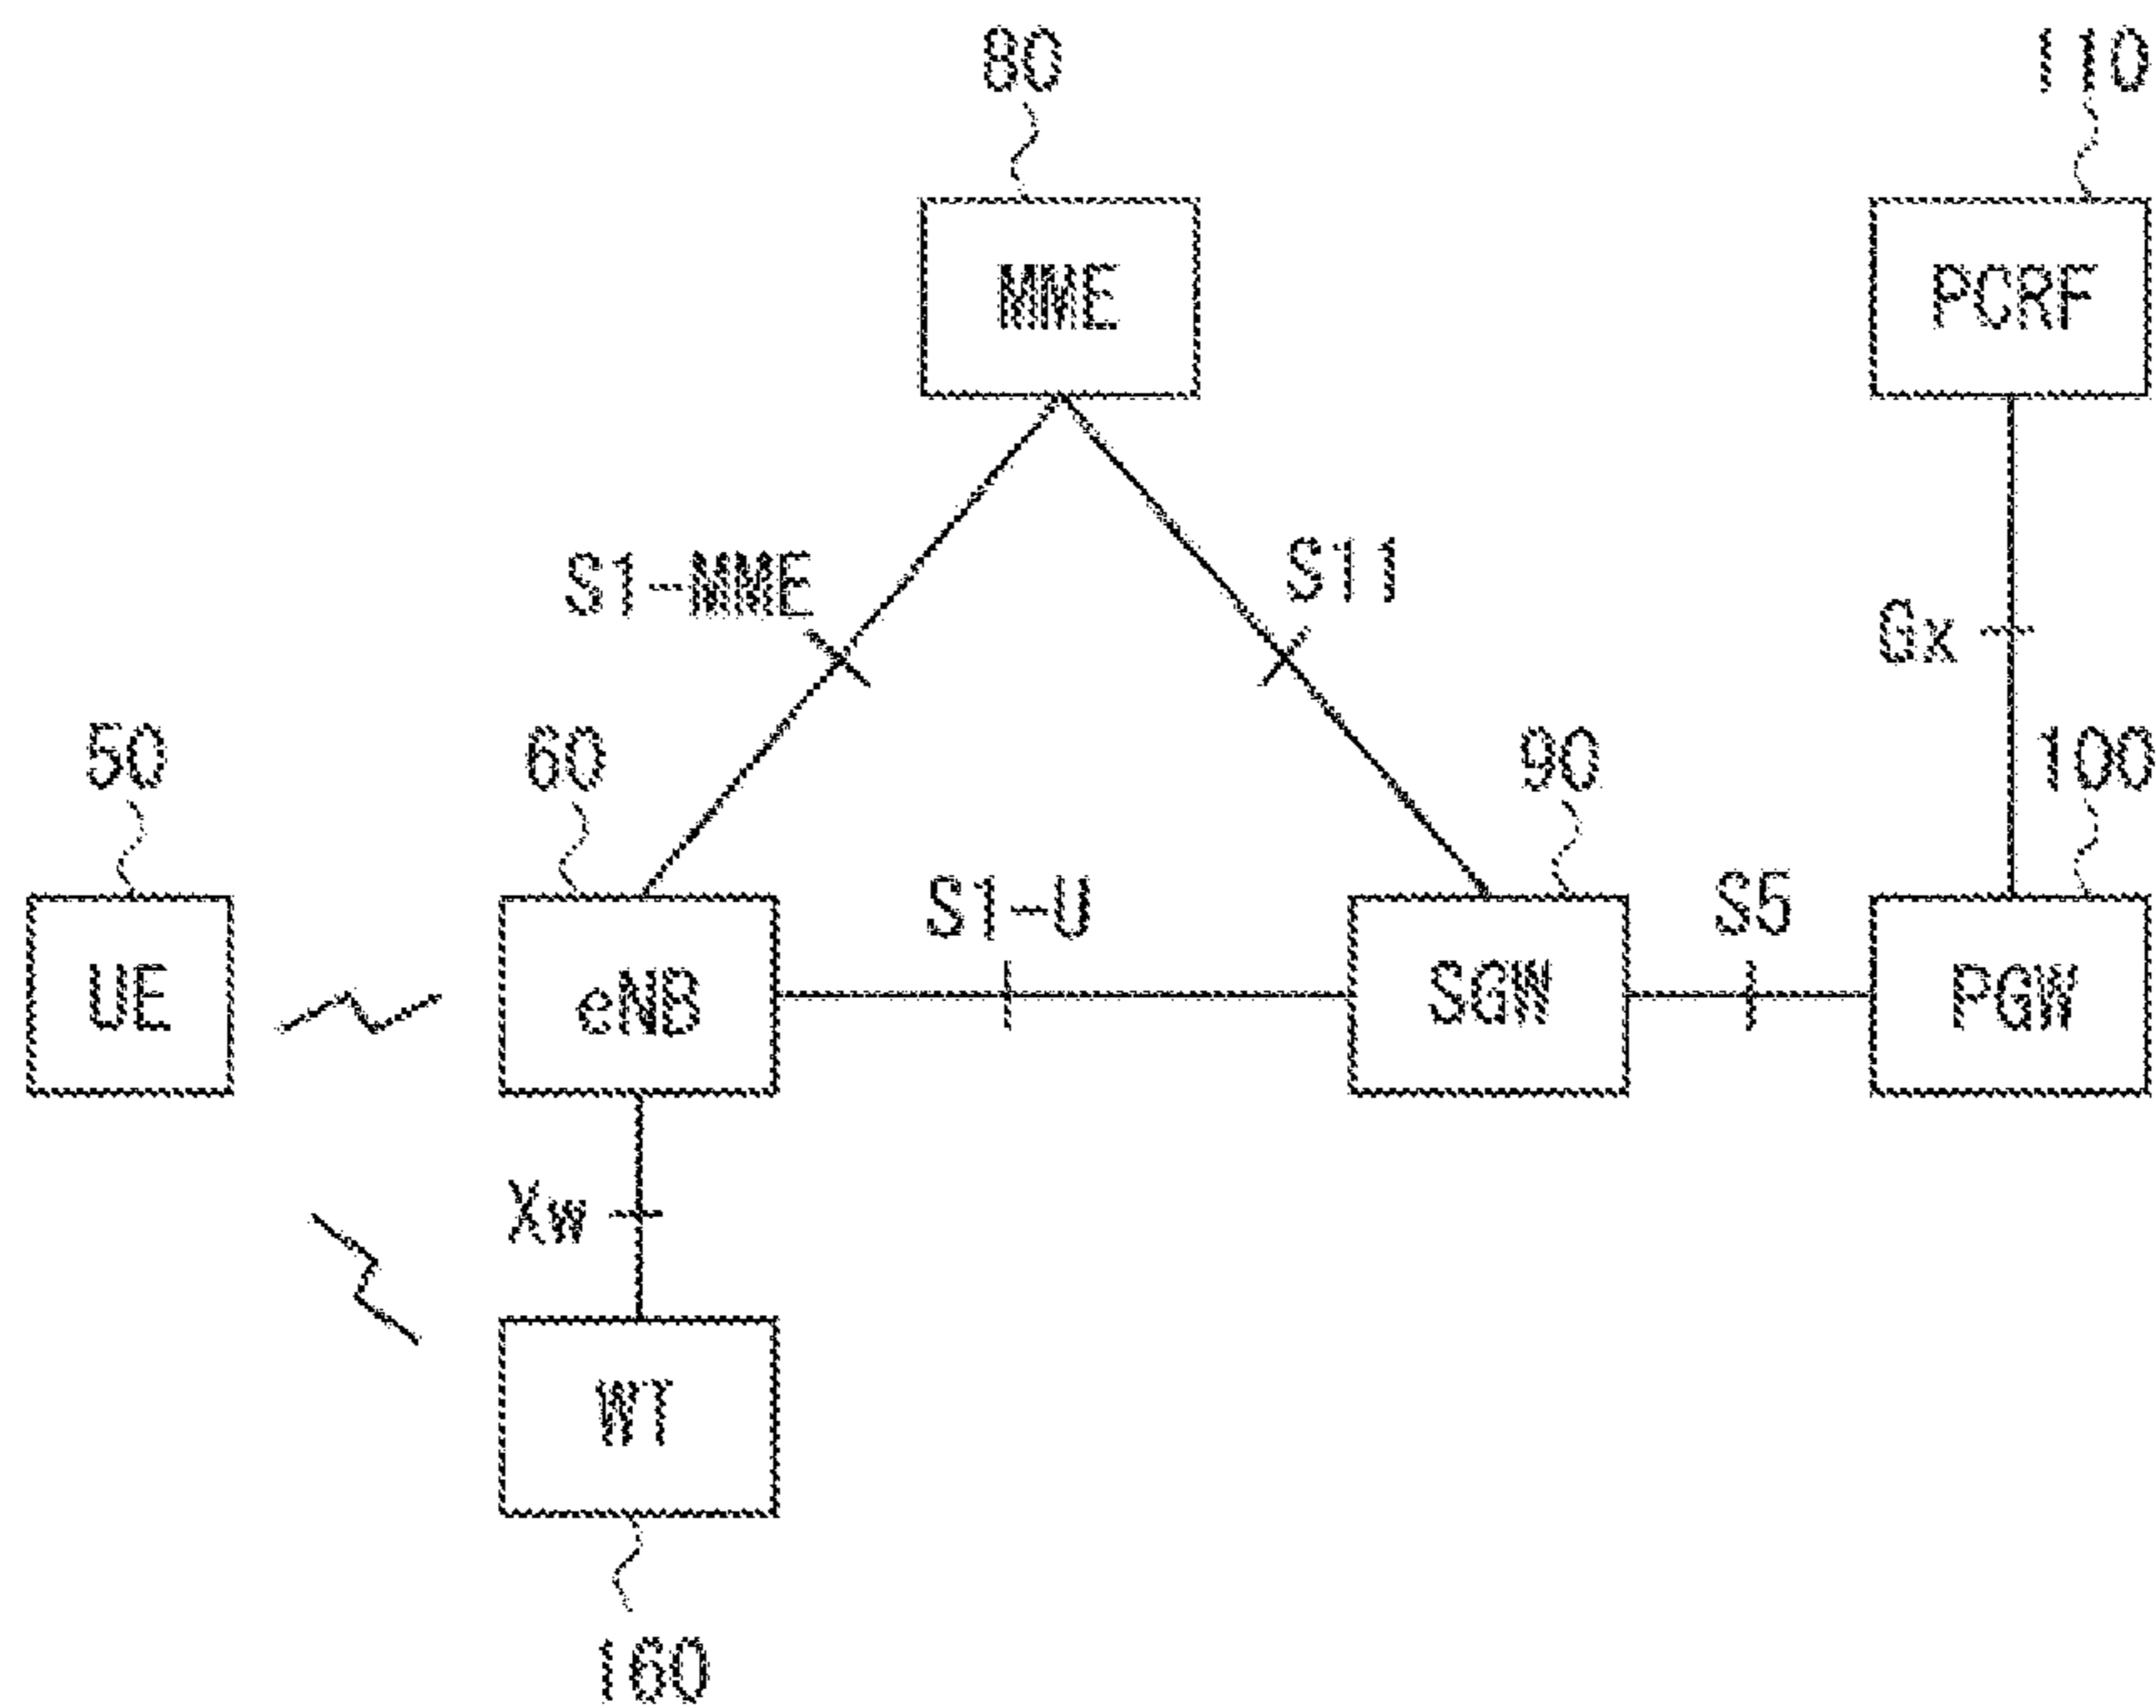 80
110
MME
PCRF
S1-MME
S11
Gx
50
60
90
100
S1-U
S5
UE
eNB
SGW
PGW
Xw
WT
160